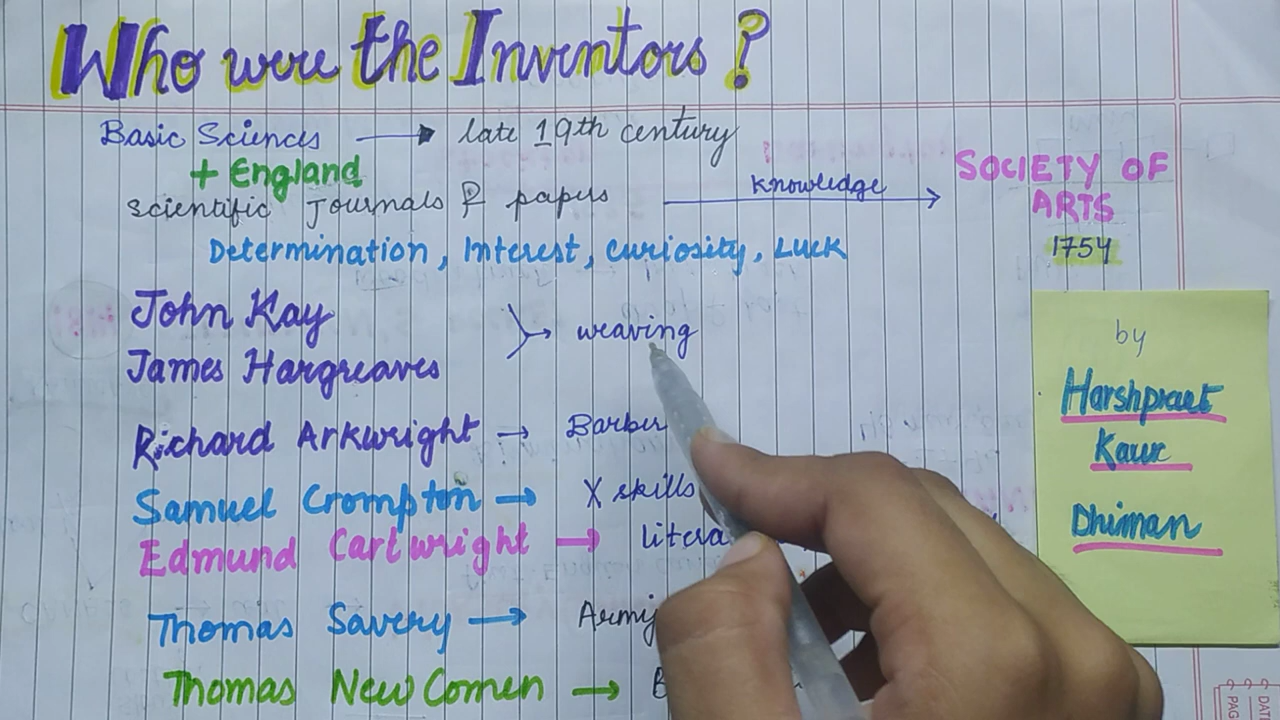 Who were the Inventors?
Basic Sciences → late 19th century
+ England
Scientific Journals & papers
Knowledge →
SOCIETY OF
ARTS
1754
Determination, Interest, Curiosity, Luck
John Kay
James Hargreaves
→ weaving
Richard Arkwright → Barber
Samuel Crompton → X skills
Edmund Cartwright →
Thomas Savery → Army
Thomas NewComen →
by
Harshpreet
Kaur
Dhiman